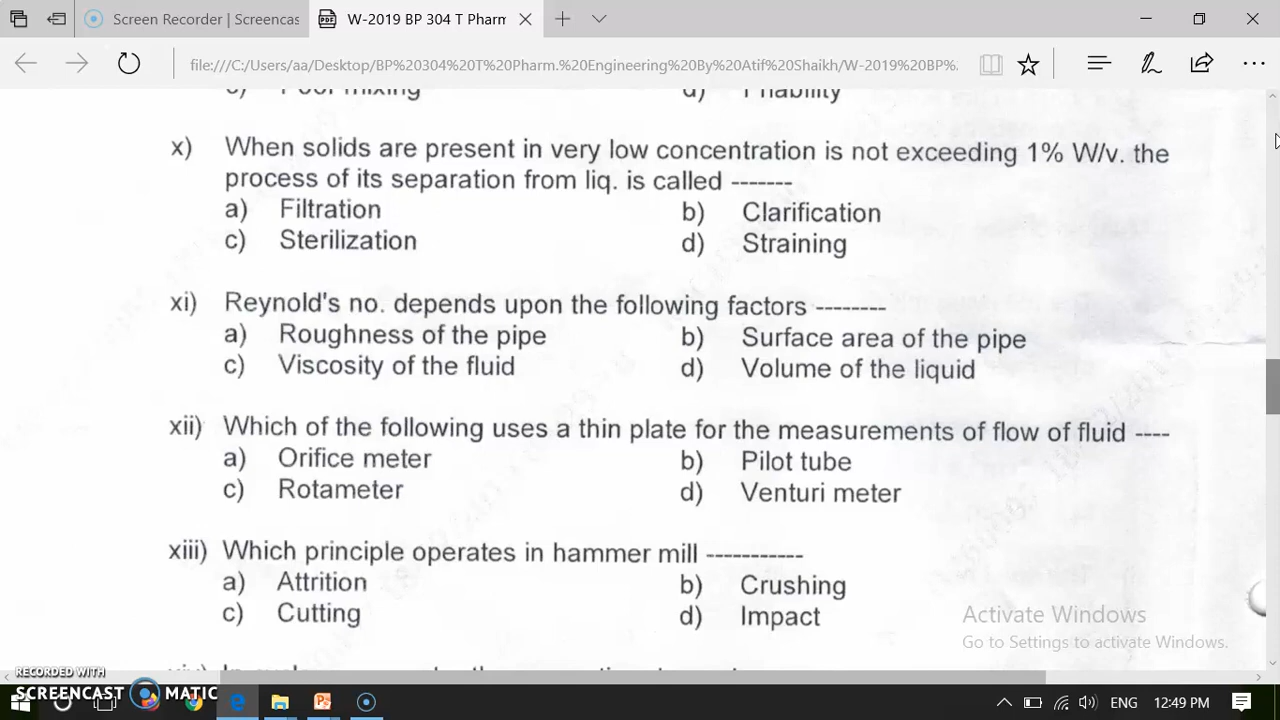 Screen Recorder | Screencas
W-2019 BP 304 T Pharm
file:///C:/Users/aa/Desktop/BP%20304%20T%20Pharm.%20Engineering%20By%20Atif%20Shaikh/W-2019%20BP%.
x) When solids are present in very low concentration is not exceeding 1% W/v. the
process of its separation from liq. is called -------
a) Filtration b) Clarification
c) Sterilization d) Straining
xi) Reynold's no. depends upon the following factors --------
a) Roughness of the pipe b) Surface area of the pipe
c) Viscosity of the fluid d) Volume of the liquid
xii) Which of the following uses a thin plate for the measurements of flow of fluid ----
a) Orifice meter b) Pilot tube
c) Rotameter d) Venturi meter
xiii) Which principle operates in hammer mill -----------
a) Attrition b) Crushing
c) Cutting d) Impact
Activate Windows
Go to Settings to activate Windows.
RECORDED WITH
SCREENCAST MATIC
ENG 12:49 PM